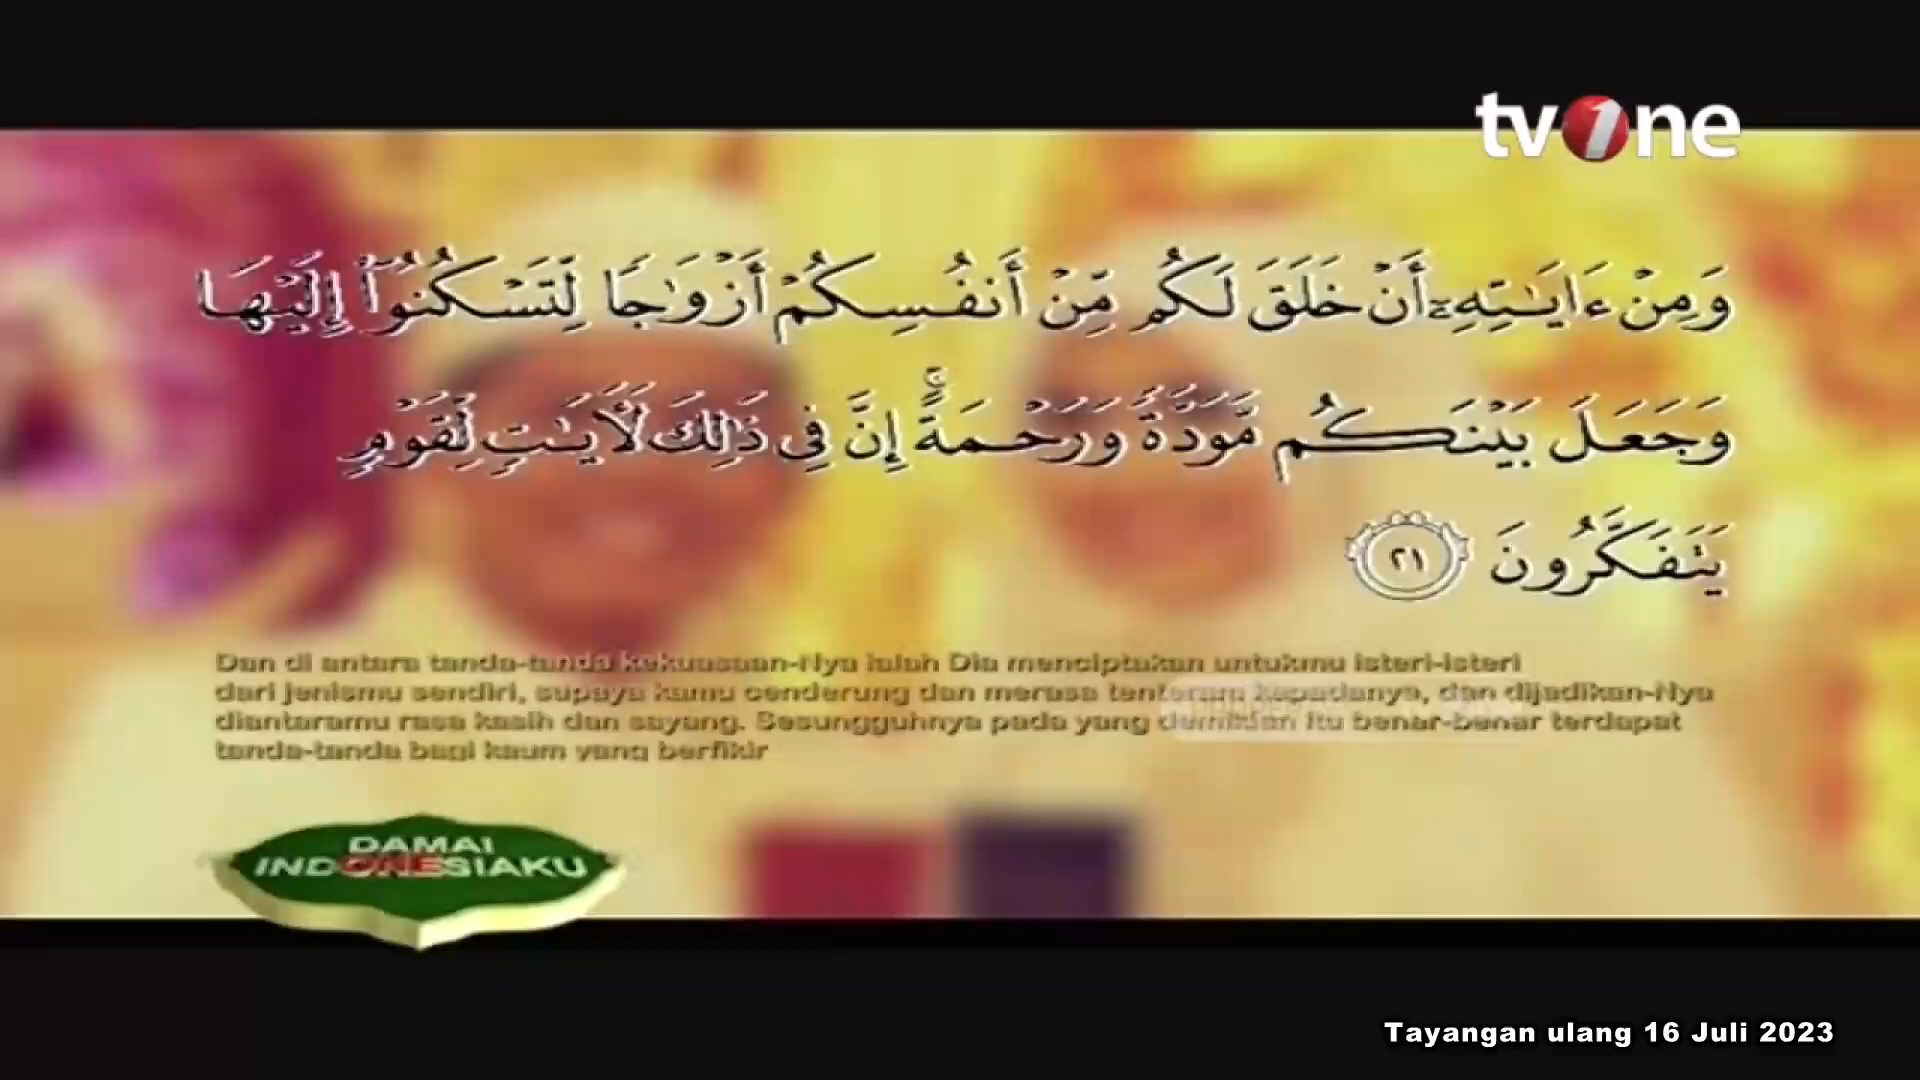 tvOne
وَمِنْ ءَايَـٰتِهِۦٓ أَنْ خَلَقَ لَكُم مِّنْ أَنفُسِكُمْ أَزْوَٰجًا لِّتَسْكُنُوٓا۟ إِلَيْهَا
وَجَعَلَ بَيْنَكُم مَّوَدَّةً وَرَحْمَةً ۚ إِنَّ فِى ذَٰلِكَ لَـَٔايَـٰتٍ لِّقَوْمٍ
يَتَفَكَّرُونَ ٢١
Dan di antara tanda-tanda kekuasaan-Nya ialah Dia menciptakan untukmu isteri-isteri
dari jenismu sendiri, supaya kamu cenderung dan merasa tenteram kepadanya, dan dijadikan-Nya
diantaramu rasa kasih dan sayang. Sesungguhnya pada yang demikian itu benar-benar terdapat
tanda-tanda bagi kaum yang berfikir
DAMAI
INDONESIAKU
Tayangan ulang 16 Juli 2023